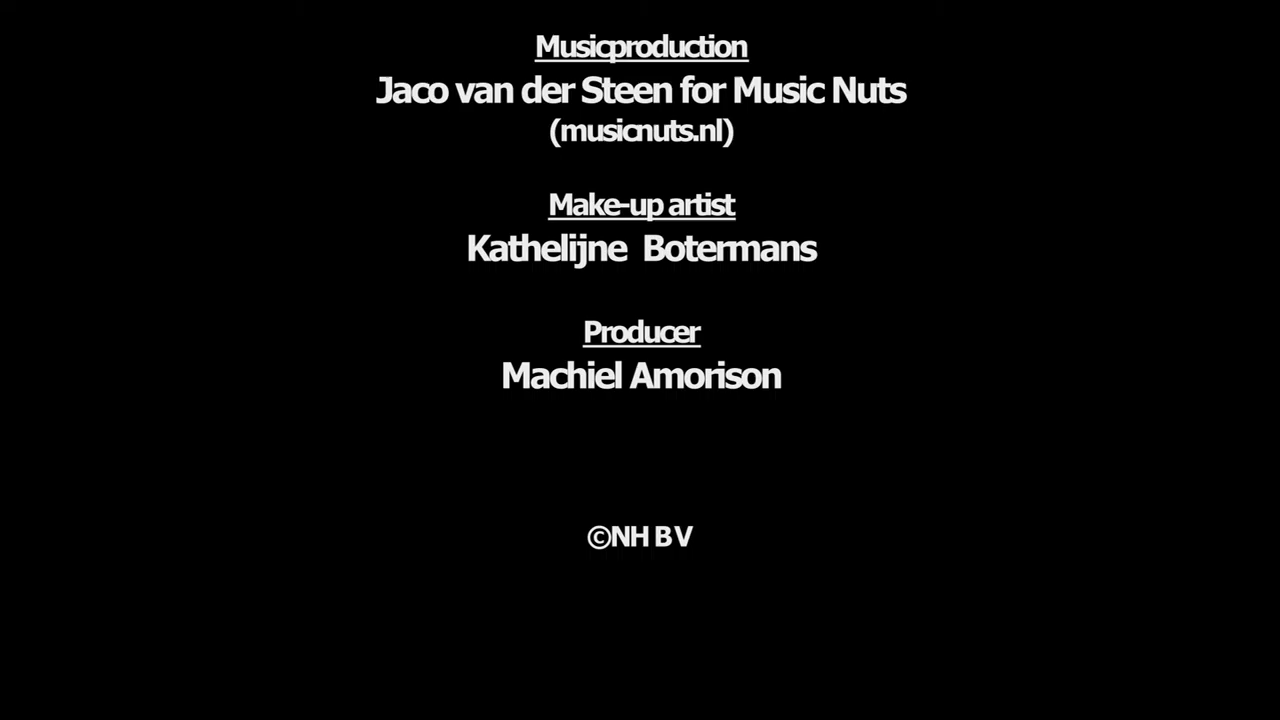 Musicproduction
Jaco van der Steen for Music Nuts
(musicnuts.nl)
Make-up artist
Kathelijne Botermans
Producer
Machiel Amorison
©NH BV